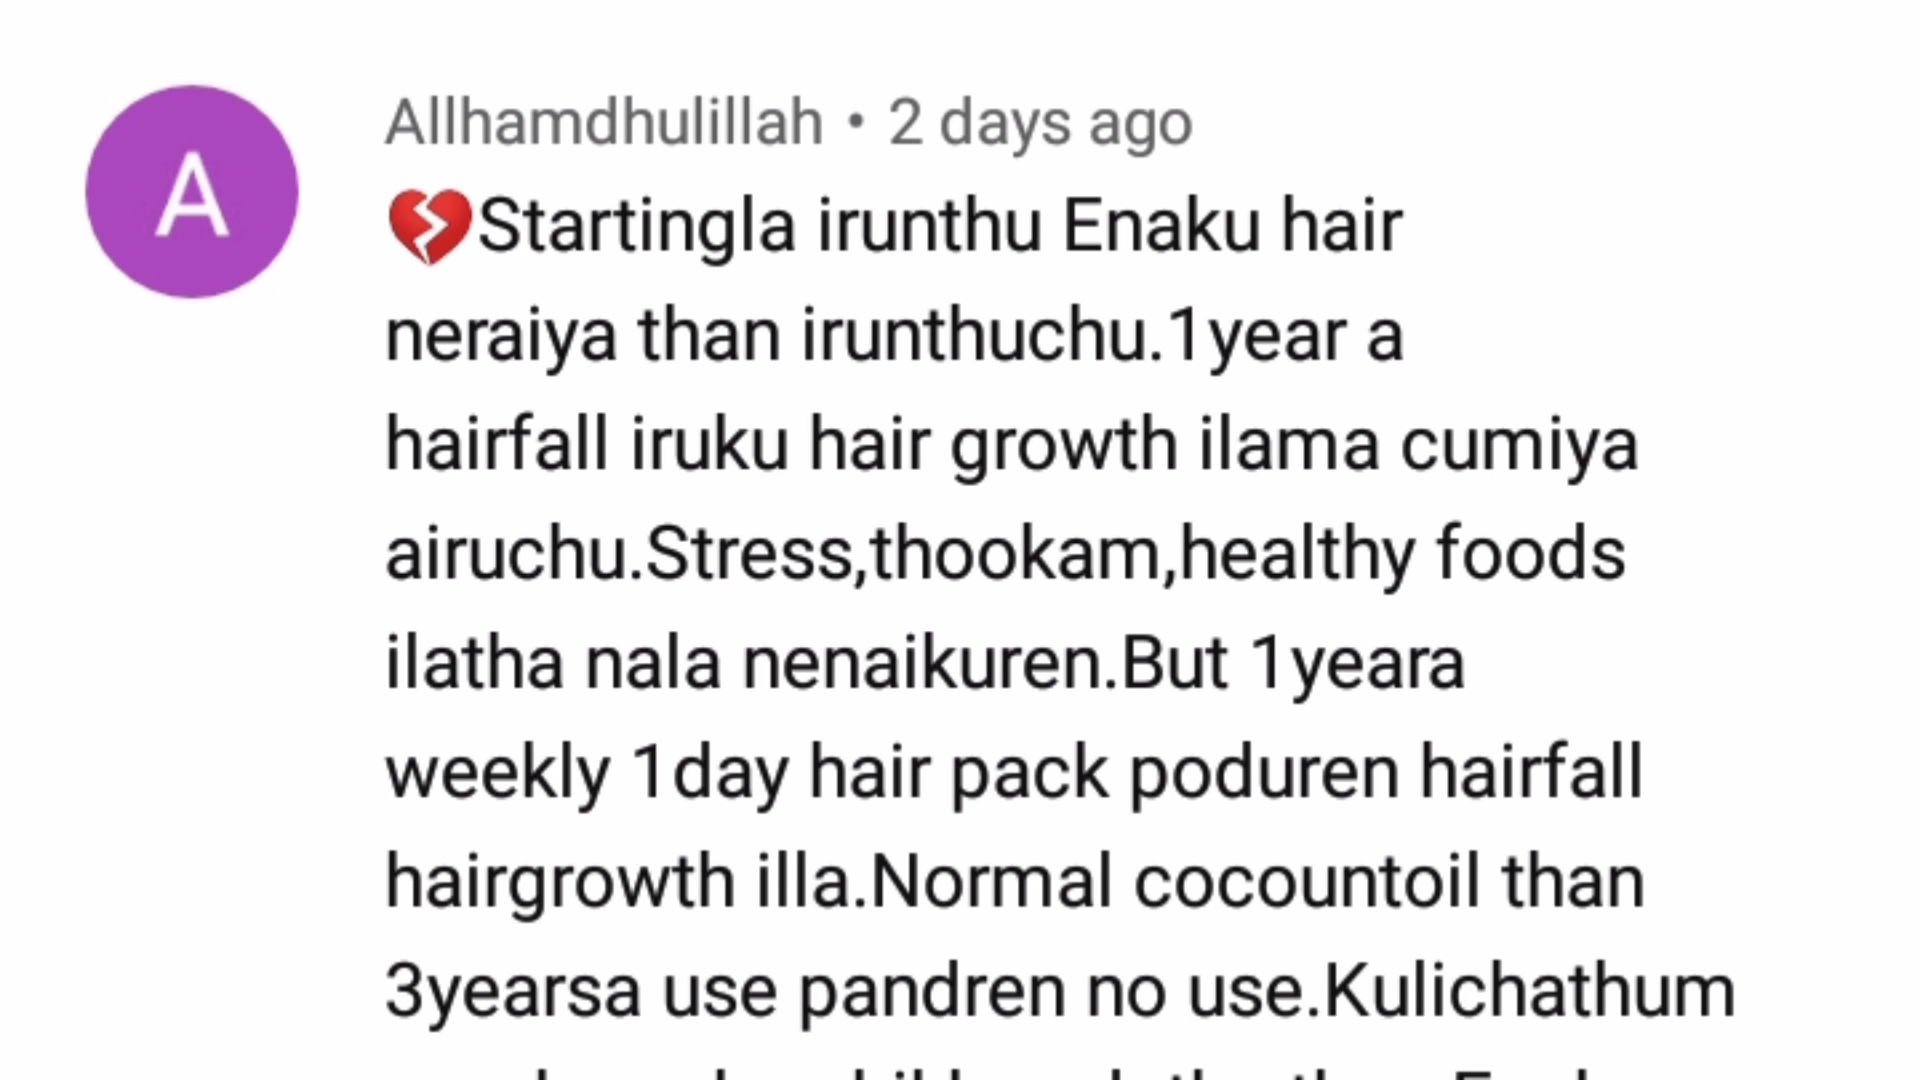 A
Allhamdhulillah • 2 days ago
💔Startingla irunthu Enaku hair
neraiya than irunthuchu.1year a
hairfall iruku hair growth ilama cumiya
airuchu.Stress,thookam,healthy foods
ilatha nala nenaikuren.But 1yeara
weekly 1day hair pack poduren hairfall
hairgrowth illa.Normal cocountoil than
3yearsa use pandren no use.Kulichathum